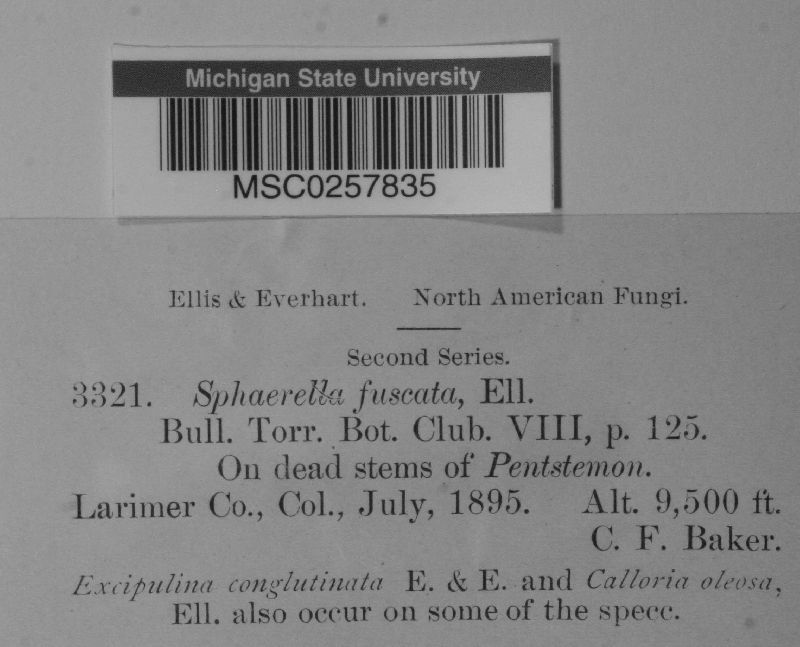 Michigan State University
MSC0257835
Ellis & Everhart. North American Fungi.
Second Series.
3321. Sphaerella fuscata, Ell.
Bull. Torr. Bot. Club. VIII, p. 125.
On dead stems of Pentstemon.
Larimer Co., Col., July, 1895. Alt. 9,500 ft.
C. F. Baker.
Excipulina conglutinata E. & E. and Calloria oleosa,
Ell. also occur on some of the specc.